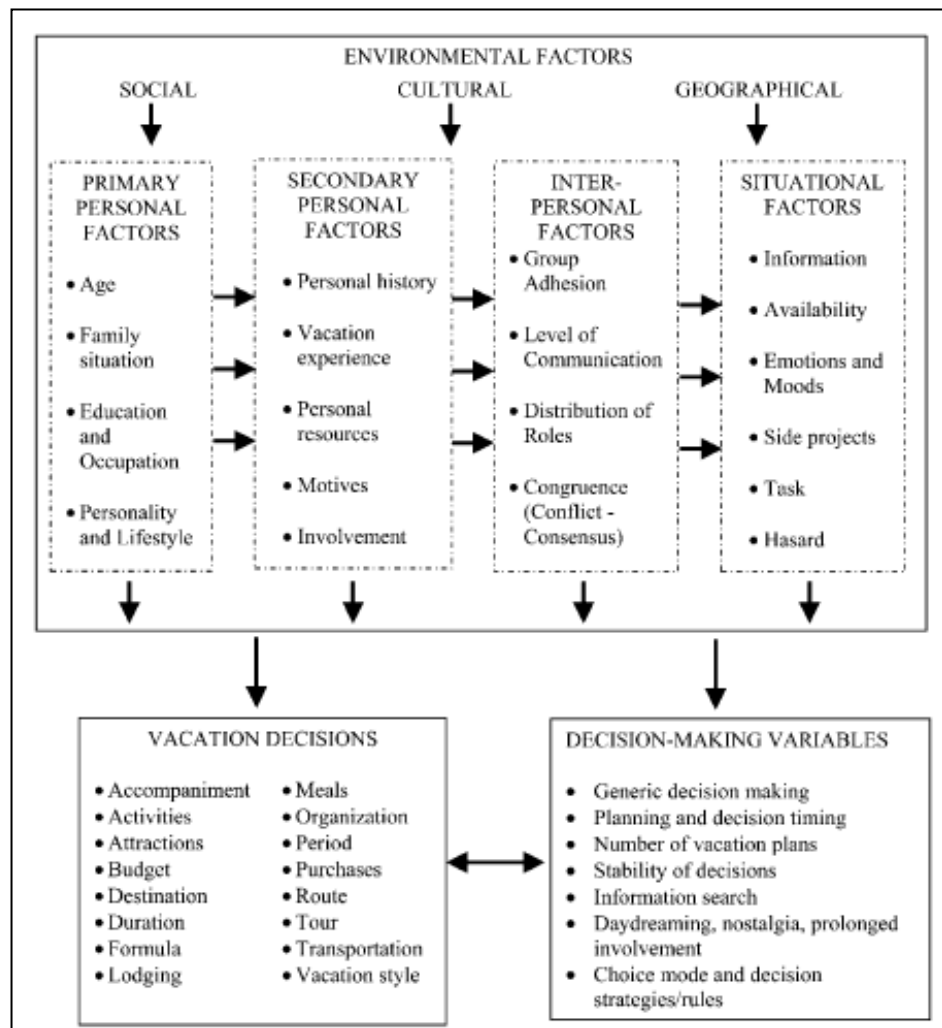 ENVIRONMENTAL FACTORS
SOCIAL
CULTURAL
GEOGRAPHICAL
PRIMARY
PERSONAL
FACTORS
• Age
• Family
situation
• Education
and
Occupation
• Personality
and Lifestyle
SECONDARY
PERSONAL
FACTORS
• Personal history
• Vacation
experience
• Personal
resources
• Motives
• Involvement
INTER-
PERSONAL
FACTORS
• Group
Adhesion
• Level of
Communication
• Distribution of
Roles
• Congruence
(Conflict -
Consensus)
SITUATIONAL
FACTORS
• Information
• Availability
• Emotions and
Moods
• Side projects
• Task
• Hasard
VACATION DECISIONS
• Accompaniment
• Activities
• Attractions
• Budget
• Destination
• Duration
• Formula
• Lodging
• Meals
• Organization
• Period
• Purchases
• Route
• Tour
• Transportation
• Vacation style
DECISION-MAKING VARIABLES
• Generic decision making
• Planning and decision timing
• Number of vacation plans
• Stability of decisions
• Information search
• Daydreaming, nostalgia, prolonged
involvement
• Choice mode and decision
strategies/rules